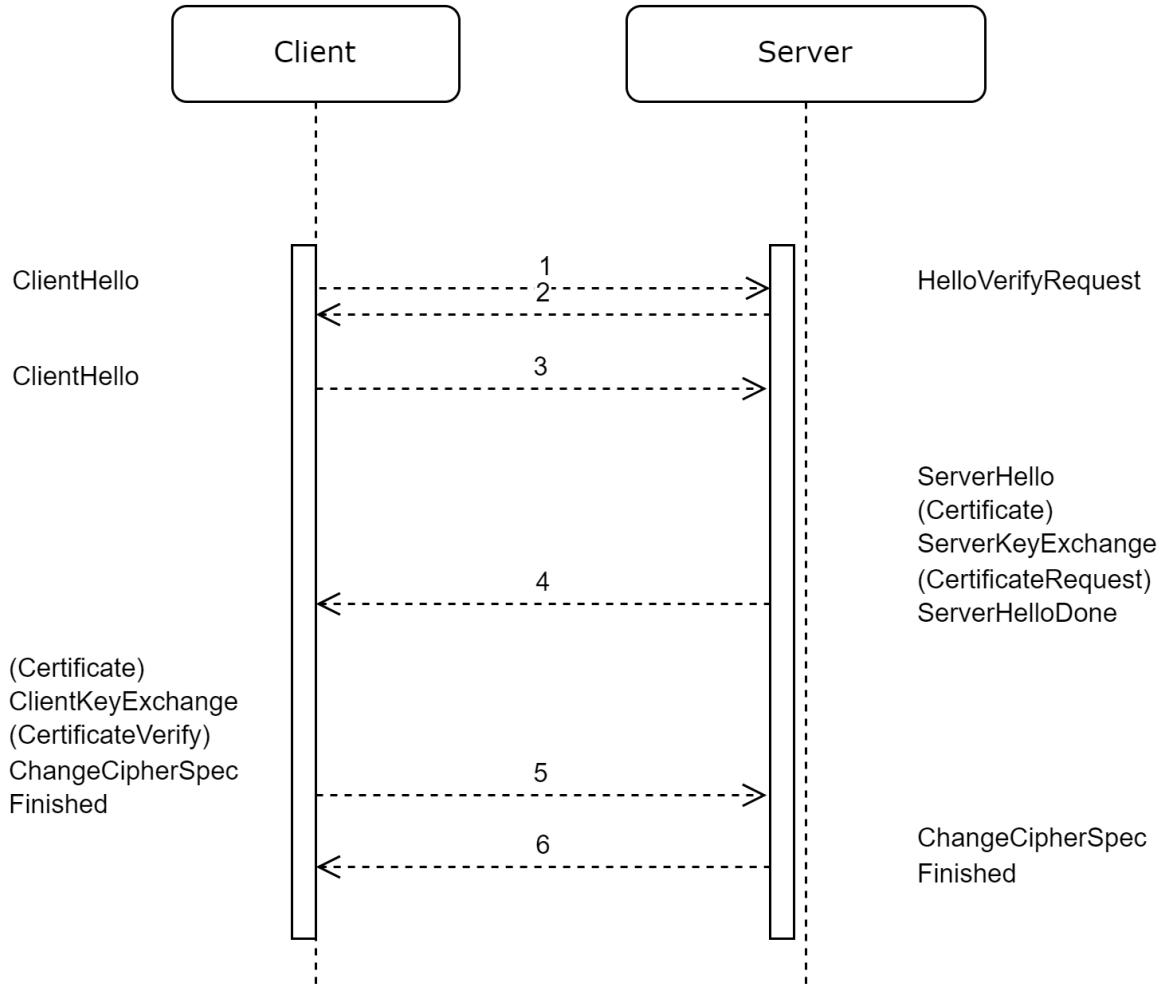 Client
Server
1
ClientHello
HelloVerifyRequest
2
3
ClientHello
ServerHello
(Certificate)
ServerKeyExchange
(CertificateRequest)
ServerHelloDone
4
(Certificate)
ClientKeyExchange
(CertificateVerify)
ChangeCipherSpec
Finished
5
6
ChangeCipherSpec
Finished